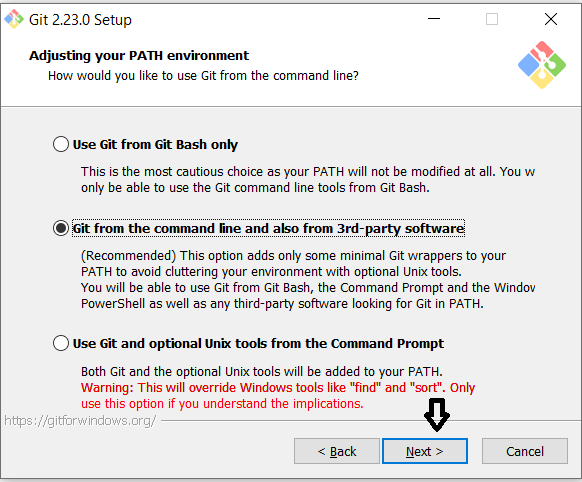 Git 2.23.0 Setup
Adjusting your PATH environment
How would you like to use Git from the command line?
Use Git from Git Bash only
This is the most cautious choice as your PATH will not be modified at all. You w
only be able to use the Git command line tools from Git Bash.
Git from the command line and also from 3rd-party software
(Recommended) This option adds only some minimal Git wrappers to your
PATH to avoid cluttering your environment with optional Unix tools.
You will be able to use Git from Git Bash, the Command Prompt and the Window
PowerShell as well as any third-party software looking for Git in PATH.
Use Git and optional Unix tools from the Command Prompt
Both Git and the optional Unix tools will be added to your PATH.
Warning: This will override Windows tools like "find" and "sort". Only
use this option if you understand the implications.
https://gitforwindows.org/
< Back
Next >
Cancel